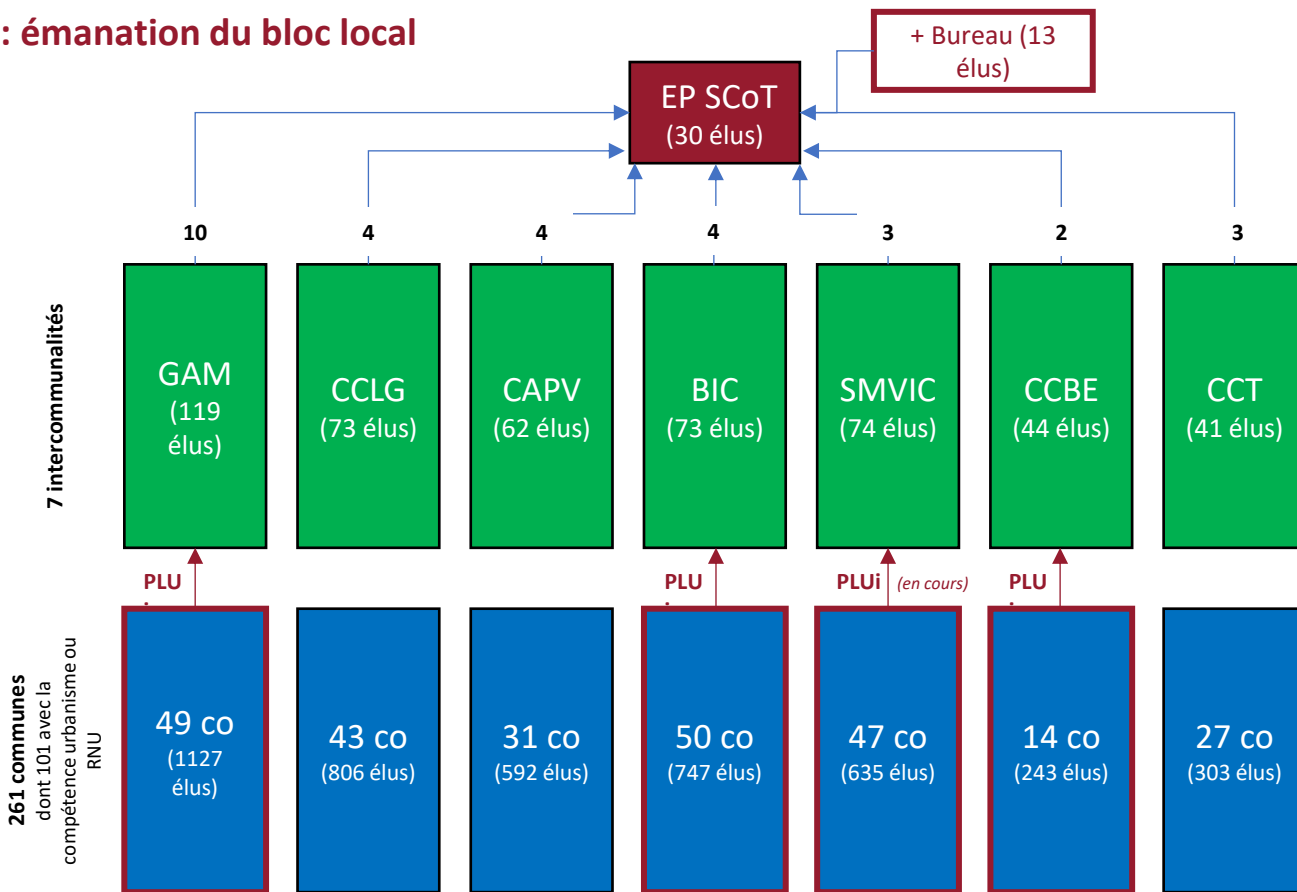 : émanation du bloc local
+ Bureau (13
élus)
EP SCoT
(30 élus)
10
4
4
4
3
2
3
7 intercommunalités
GAM
(119
élus)
CCLG
(73 élus)
CAPV
(62 élus)
BIC
(73 élus)
SMVIC
(74 élus)
CCBE
(44 élus)
CCT
(41 élus)
PLU
PLU
PLUi
(en cours)
PLU
261 communes
dont 101 avec la
compétence urbanisme ou
RNU
49 co
(1127
élus)
43 co
(806 élus)
31 co
(592 élus)
50 co
(747 élus)
47 co
(635 élus)
14 co
(243 élus)
27 co
(303 élus)